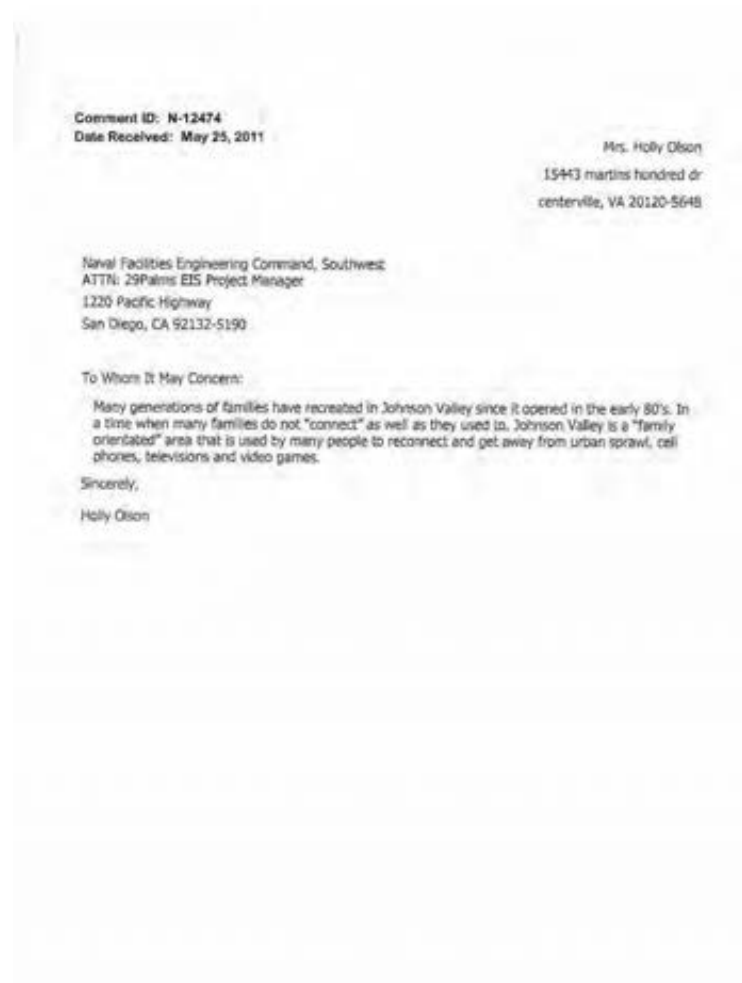 Comment ID: N-12474
Date Received: May 25, 2011
Mrs. Holly Olson
15443 martins hundred dr
centerville, VA 20120-5648
Naval Facilities Engineering Command, Southwest
ATTN: 29Palms EIS Project Manager
1220 Pacific Highway
San Diego, CA 92132-5190
To Whom It May Concern:
Many generations of families have recreated in Johnson Valley since it opened in the early 80's. In
a time when many families do not "connect" as well as they used to, Johnson Valley is a "family
orientated" area that is used by many people to reconnect and get away from urban sprawl, cell
phones, televisions and video games.
Sincerely,
Holly Olson